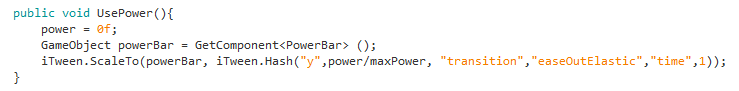 public void UsePower(){
power = 0f;
GameObject powerBar = GetComponent<PowerBar> ();
iTween.ScaleTo(powerBar, iTween.Hash("y",power/maxPower, "transition","easeOutElastic","time",1));
}